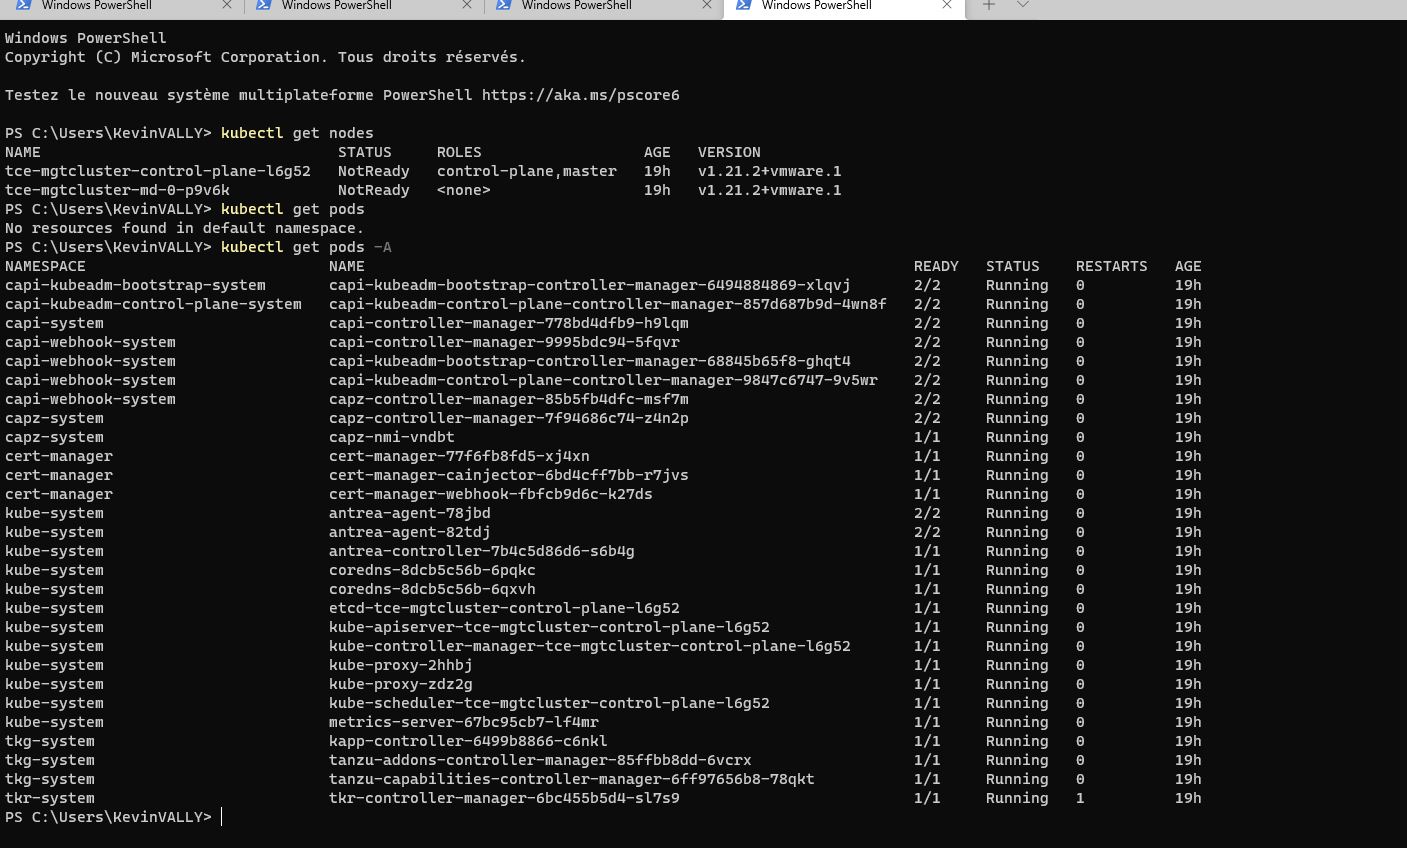 Windows PowerShell
Windows PowerShell
Windows PowerShell
Windows PowerShell
Windows PowerShell
Copyright (C) Microsoft Corporation. Tous droits réservés.
Testez le nouveau système multiplateforme PowerShell https://aka.ms/pscore6
PS C:\Users\KevinVALLY> kubectl get nodes
NAME STATUS ROLES AGE VERSION
tce-mgtcluster-control-plane-l6g52 NotReady control-plane,master 19h v1.21.2+vmware.1
tce-mgtcluster-md-0-p9v6k NotReady <none> 19h v1.21.2+vmware.1
PS C:\Users\KevinVALLY> kubectl get pods
No resources found in default namespace.
PS C:\Users\KevinVALLY> kubectl get pods -A
NAMESPACE NAME READY STATUS RESTARTS AGE
capi-kubeadm-bootstrap-system capi-kubeadm-bootstrap-controller-manager-6494884869-xlqvj 2/2 Running 0 19h
capi-kubeadm-control-plane-system capi-kubeadm-control-plane-controller-manager-857d687b9d-4wn8f 2/2 Running 0 19h
capi-system capi-controller-manager-778bd4dfb9-h9lqm 2/2 Running 0 19h
capi-webhook-system capi-controller-manager-9995bdc94-5fqvr 2/2 Running 0 19h
capi-webhook-system capi-kubeadm-bootstrap-controller-manager-68845b65f8-ghqt4 2/2 Running 0 19h
capi-webhook-system capi-kubeadm-control-plane-controller-manager-9847c6747-9v5wr 2/2 Running 0 19h
capi-webhook-system capz-controller-manager-85b5fb4dfc-msf7m 2/2 Running 0 19h
capz-system capz-controller-manager-7f94686c74-z4n2p 2/2 Running 0 19h
capz-system capz-nmi-vndbt 1/1 Running 0 19h
cert-manager cert-manager-77f6fb8fd5-xj4xn 1/1 Running 0 19h
cert-manager cert-manager-cainjector-6bd4cff7bb-r7jvs 1/1 Running 0 19h
cert-manager cert-manager-webhook-fbfcb9d6c-k27ds 1/1 Running 0 19h
kube-system antrea-agent-78jbd 2/2 Running 0 19h
kube-system antrea-agent-82tdj 2/2 Running 0 19h
kube-system antrea-controller-7b4c5d86d6-s6b4g 1/1 Running 0 19h
kube-system coredns-8dcb5c56b-6pqkc 1/1 Running 0 19h
kube-system coredns-8dcb5c56b-6qxvh 1/1 Running 0 19h
kube-system etcd-tce-mgtcluster-control-plane-l6g52 1/1 Running 0 19h
kube-system kube-apiserver-tce-mgtcluster-control-plane-l6g52 1/1 Running 0 19h
kube-system kube-controller-manager-tce-mgtcluster-control-plane-l6g52 1/1 Running 0 19h
kube-system kube-proxy-2hhbj 1/1 Running 0 19h
kube-system kube-proxy-zdz2g 1/1 Running 0 19h
kube-system kube-scheduler-tce-mgtcluster-control-plane-l6g52 1/1 Running 0 19h
kube-system metrics-server-67bc95cb7-lf4mr 1/1 Running 0 19h
tkg-system kapp-controller-6499b8866-c6nkl 1/1 Running 0 19h
tkg-system tanzu-addons-controller-manager-85ffbb8dd-6vcrx 1/1 Running 0 19h
tkg-system tanzu-capabilities-controller-manager-6ff97656b8-78qkt 1/1 Running 0 19h
tkr-system tkr-controller-manager-6bc455b5d4-sl7s9 1/1 Running 1 19h
PS C:\Users\KevinVALLY>